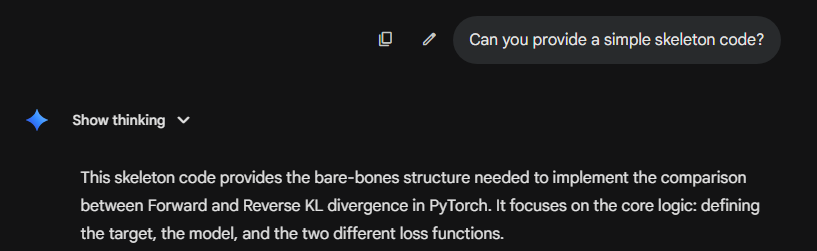 Can you provide a simple skeleton code?
Show thinking
This skeleton code provides the bare-bones structure needed to implement the comparison
between Forward and Reverse KL divergence in PyTorch. It focuses on the core logic: defining
the target, the model, and the two different loss functions.